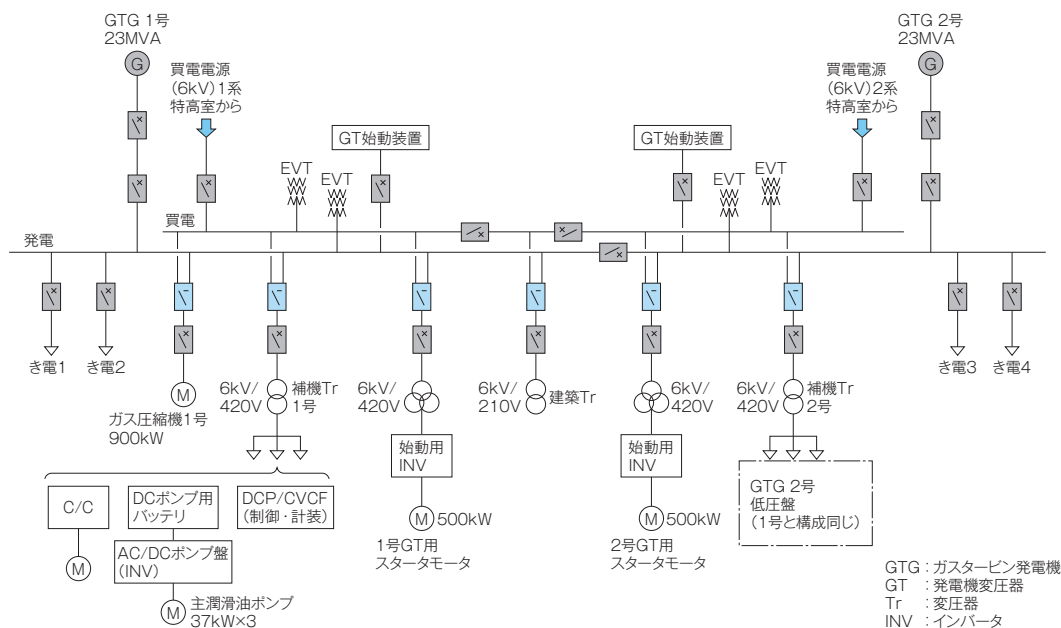 GTG 1号
23MVA
G
買電電源
(6kV)1系
特高室から
GT始動装置
EVT
EVT
GT始動装置
EVT
EVT
買電電源
(6kV)2系
特高室から
GTG 2号
23MVA
G
買電
発電
き電1
き電2
M
ガス圧縮機1号
900kW
6kV/
420V
補機Tr
1号
6kV/
420V
6kV/
210V
建築Tr
6kV/
420V
6kV/
420V
補機Tr
2号
き電3
き電4
C/C
M
DCポンプ用
バッテリ
AC/DCポンプ盤
(INV)
M
主潤滑油ポンプ
37kW×3
DCP/CVCF
(制御・計装)
始動用
INV
M 500kW
1号GT用
スタータモータ
始動用
INV
M 500kW
2号GT用
スタータモータ
GTG 2号
低圧盤
(1号と構成同じ)
GTG:ガスタービン発電機
GT :発電機変圧器
Tr :変圧器
INV :インバータ